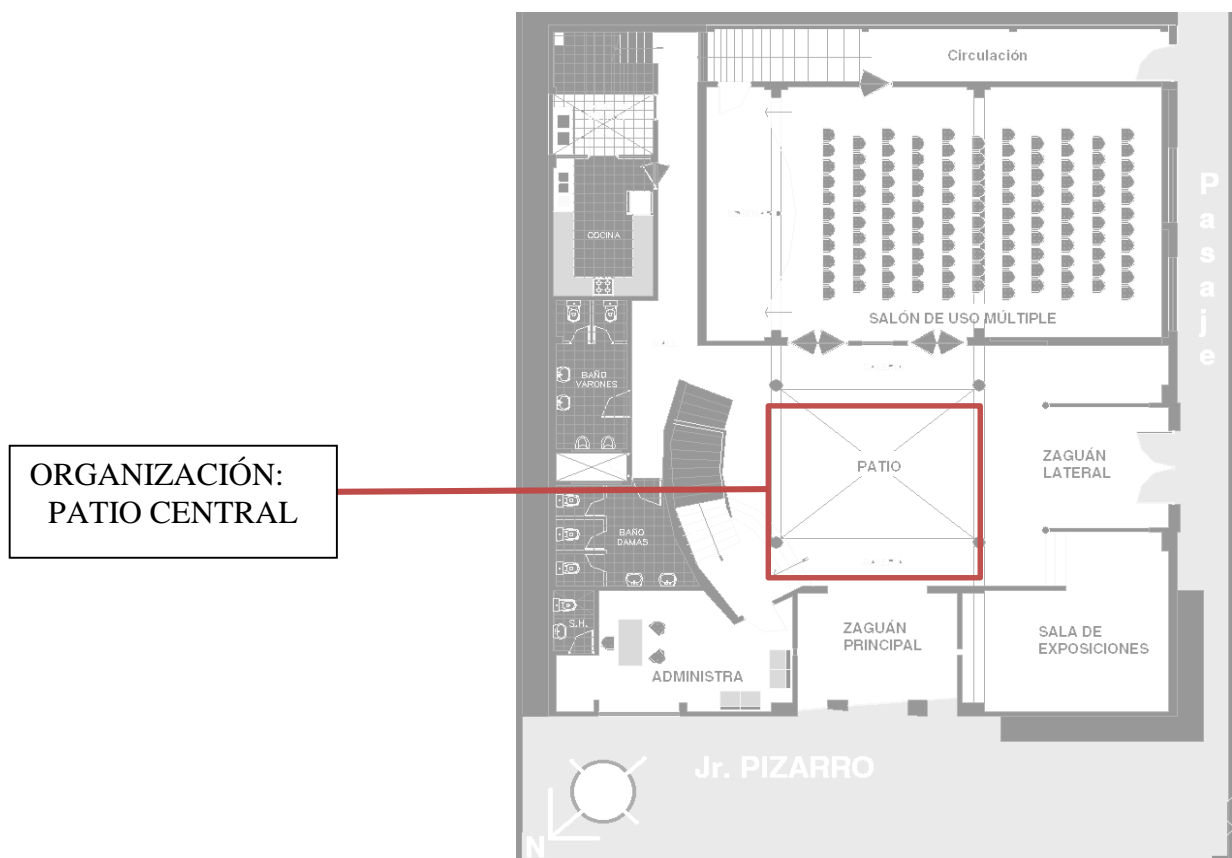 ORGANIZACIÓN:
PATIO CENTRAL
Circulación
Pasaje
COCINA
SALÓN DE USO MÚLTIPLE
BAÑO
VARONES
PATIO
ZAGUÁN
LATERAL
BAÑO
DAMAS
S.H.
ZAGUÁN
PRINCIPAL
SALA DE
EXPOSICIONES
ADMINISTRA
Jr. PIZARRO
N